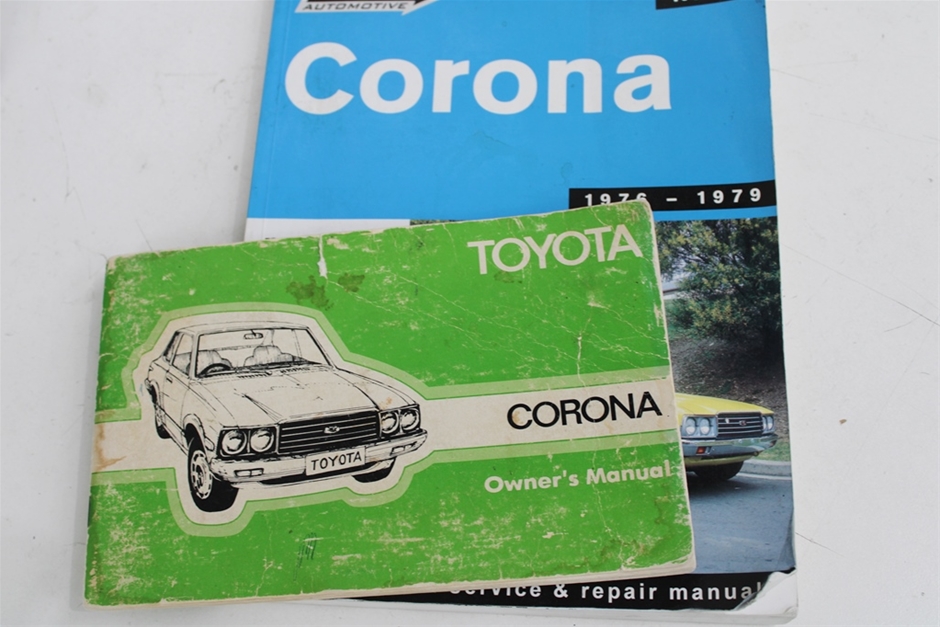 AUTOMOTIVE
Corona
1976 – 1979
TOYOTA
CORONA
TOYOTA
Owner's Manual
service & repair manual